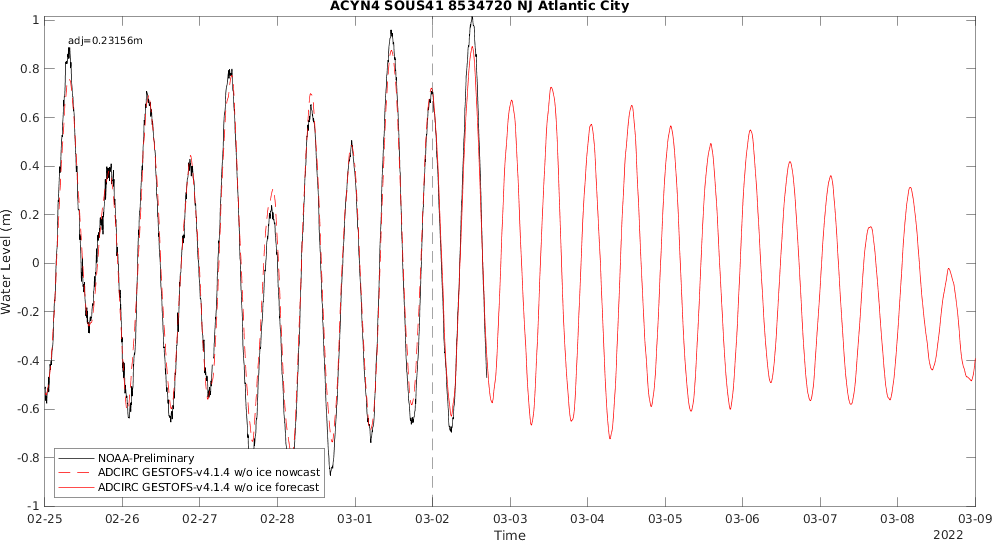 ACYN4 SOUS41 8534720 NJ Atlantic City
adj=0.23156m
1
0.8
0.6
0.4
0.2
0
-0.2
-0.4
-0.6
-0.8
-1
Water Level (m)
NOAA-Preliminary
ADCIRC GESTOFS-v4.1.4 w/o ice nowcast
ADCIRC GESTOFS-v4.1.4 w/o ice forecast
02-25 02-26 02-27 02-28 03-01 03-02 03-03 03-04 03-05 03-06 03-07 03-08 03-09
Time
2022